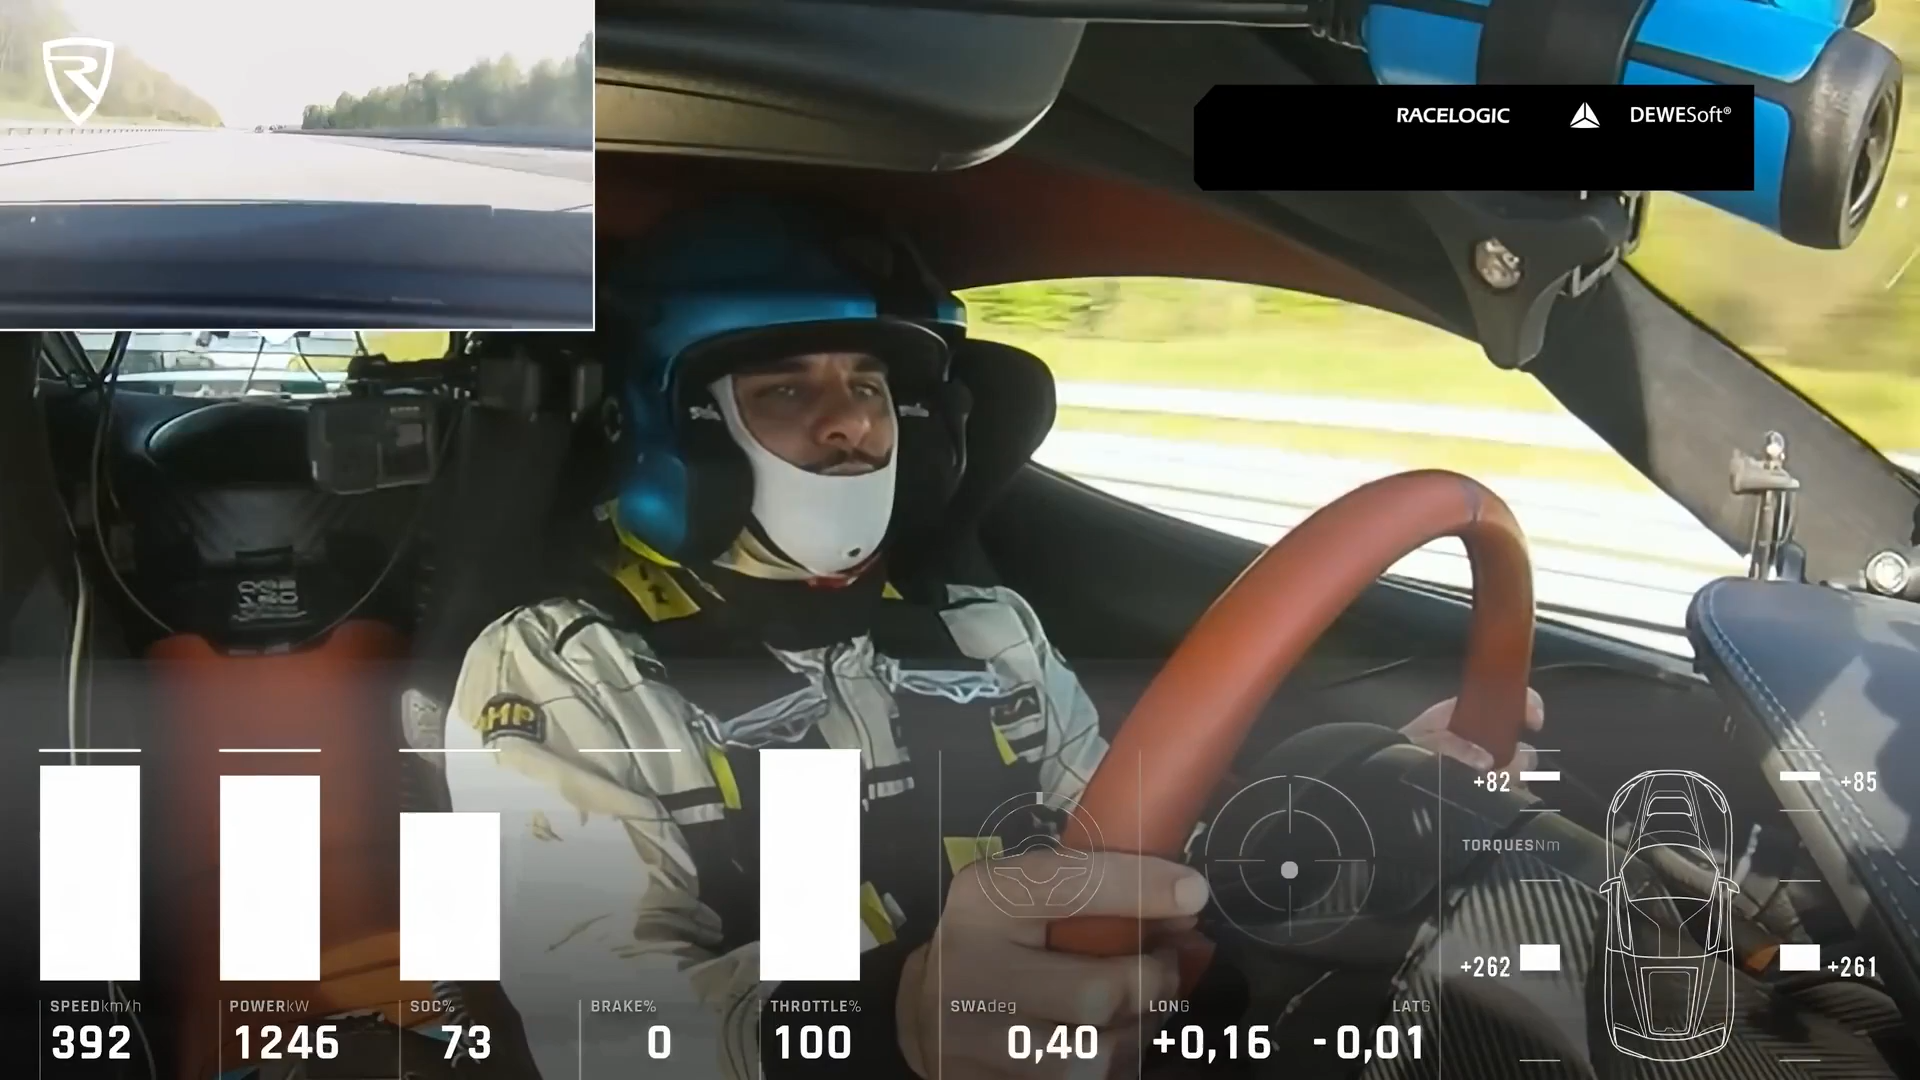 R
RACELOGIC
DEWESoft®
+82
+85
TORQUESNm
+262
+261
SPEEDkm/h
POWERkW
SOC%
BRAKE%
THROTTLE%
SWAdeg
LONG
LATG
392
1246
73
0
100
0,40
+0,16
-0,01